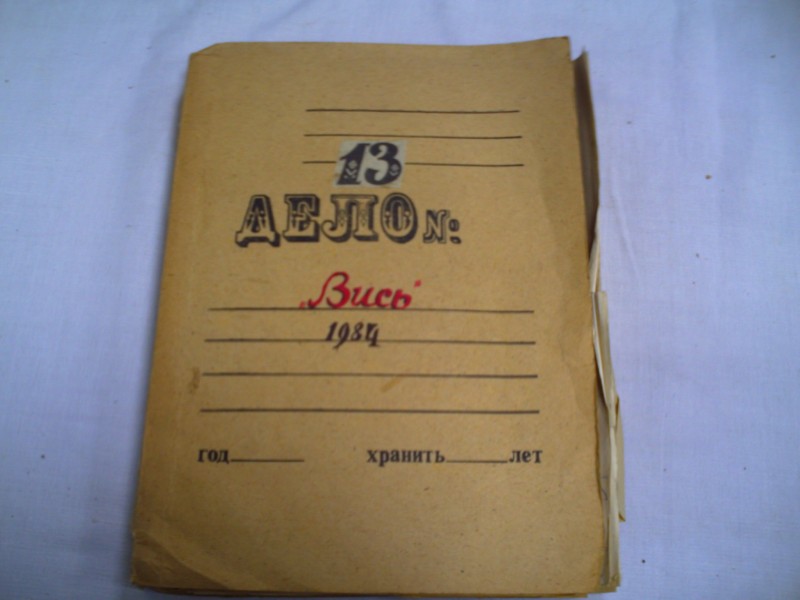 13
ДЕЛО №:
„Вись"
1984
год хранить лет